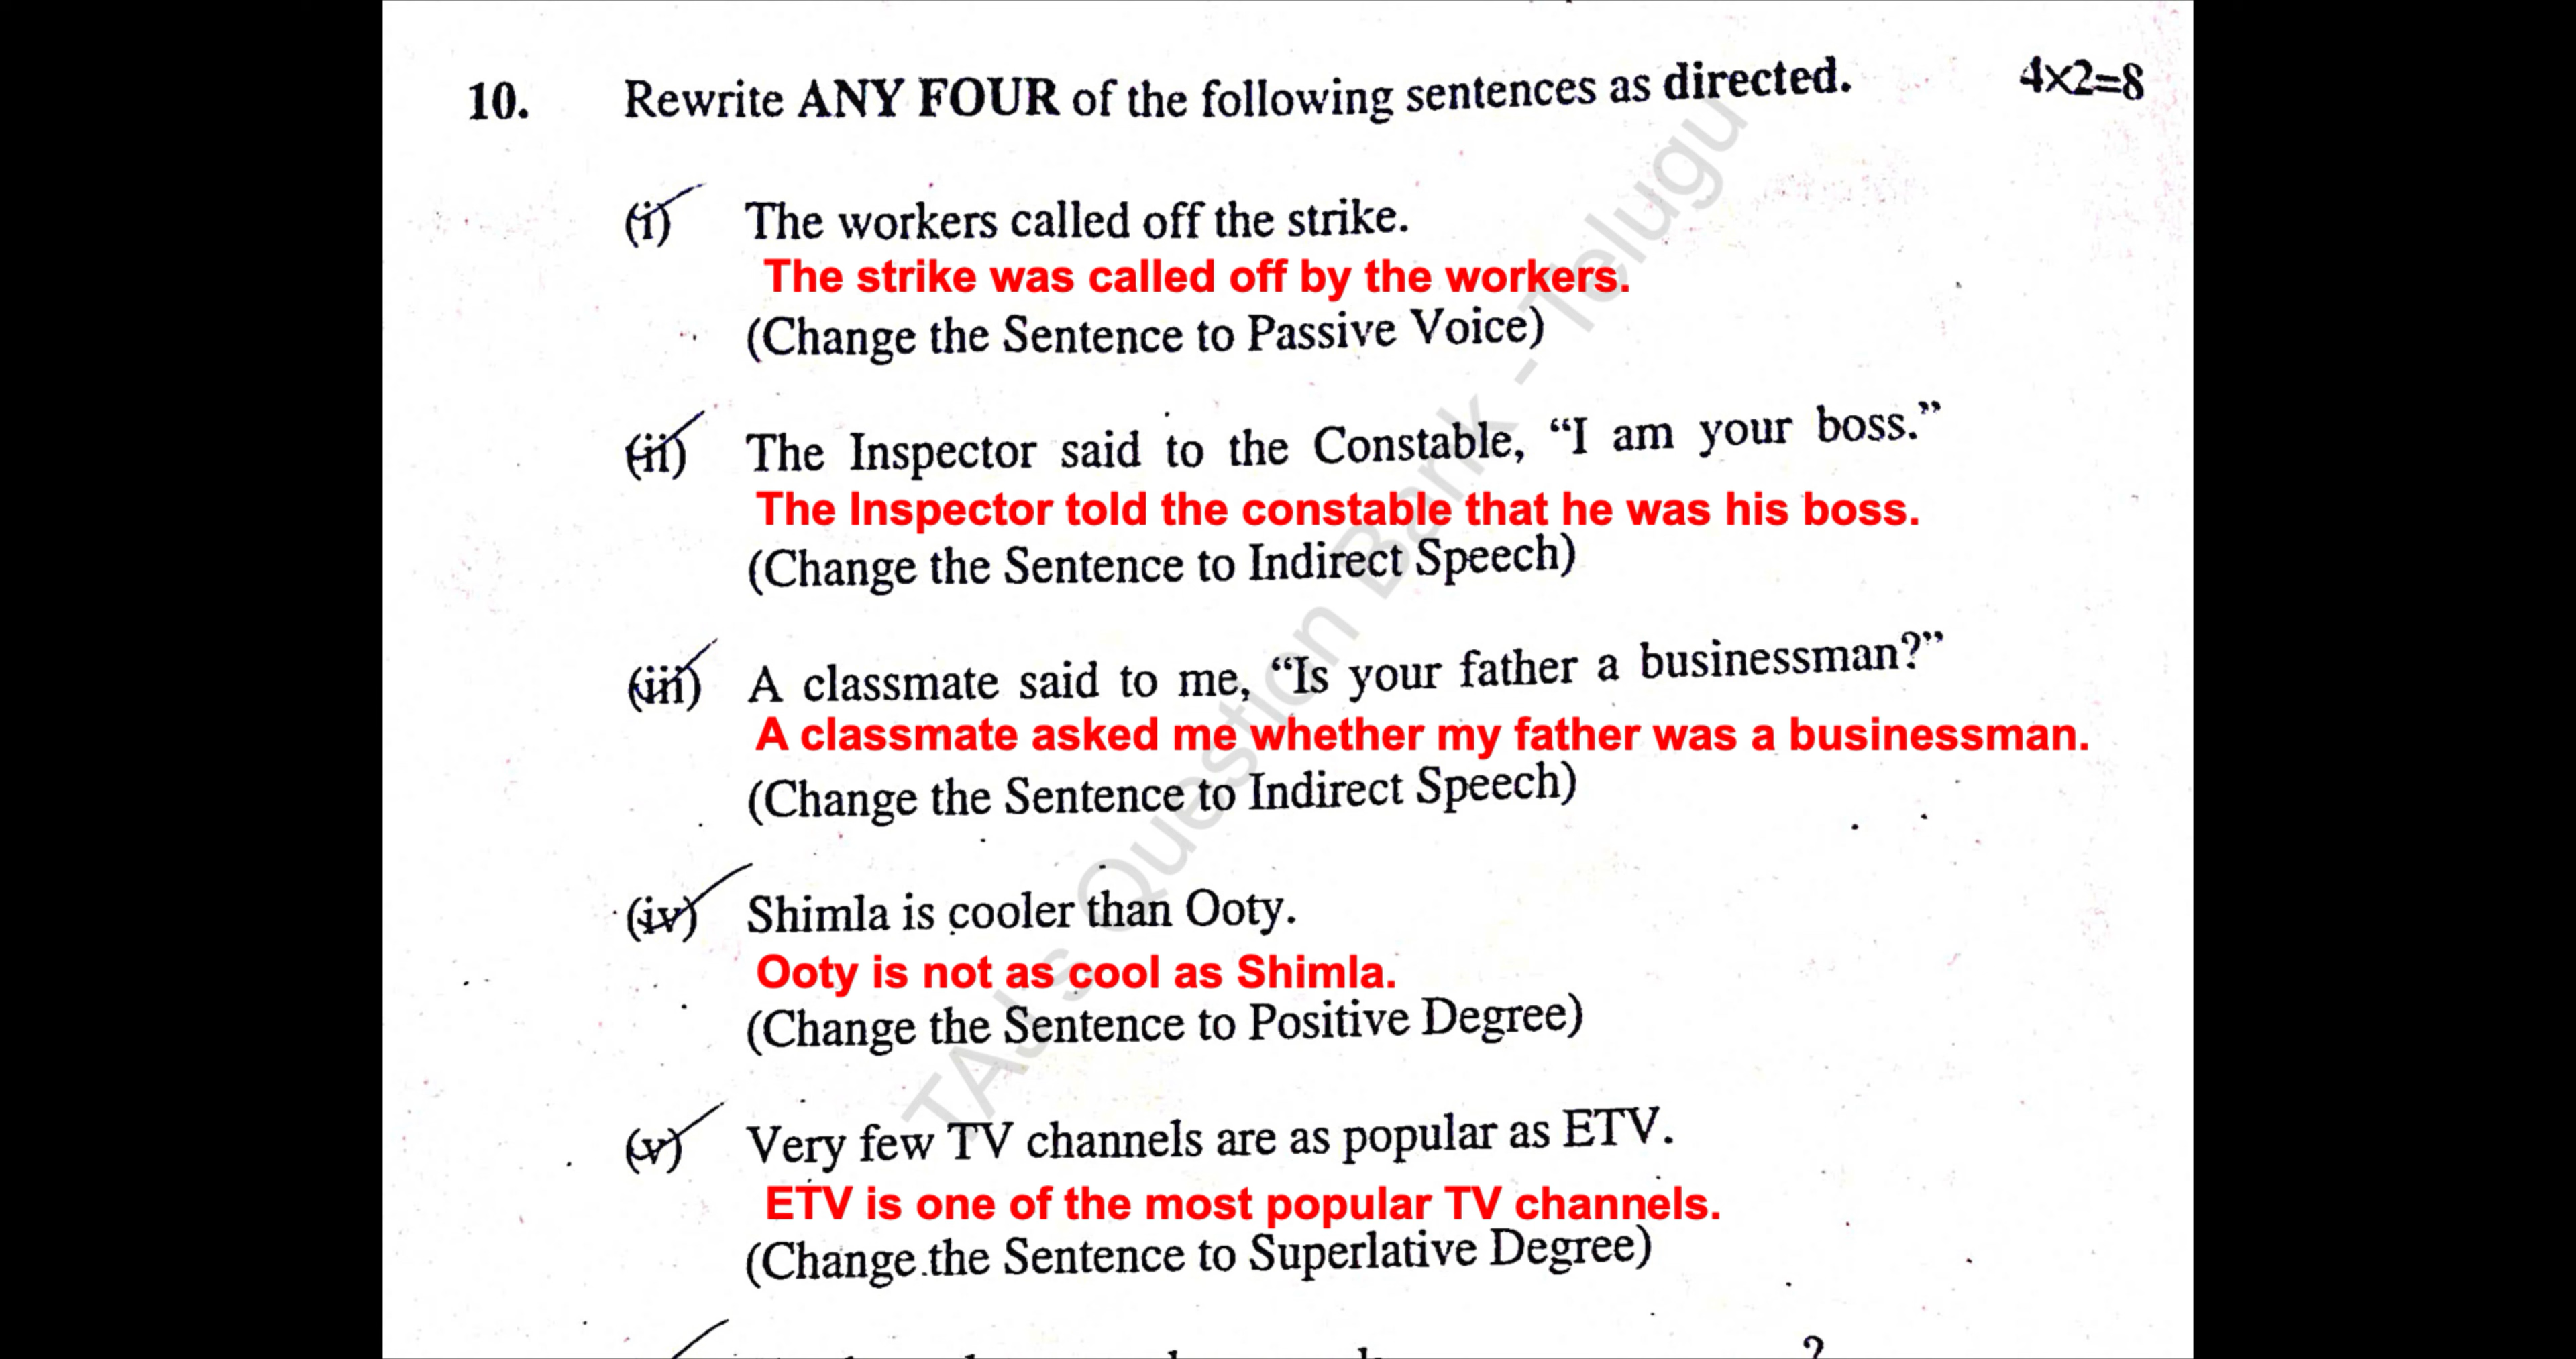 10. Rewrite ANY FOUR of the following sentences as directed. 4x2=8
(i) The workers called off the strike.
The strike was called off by the workers.
(Change the Sentence to Passive Voice)
(ii) The Inspector said to the Constable, “I am your boss.”
The Inspector told the constable that he was his boss.
(Change the Sentence to Indirect Speech)
(iii) A classmate said to me, “Is your father a businessman?”
A classmate asked me whether my father was a businessman.
(Change the Sentence to Indirect Speech)
(iv) Shimla is cooler than Ooty.
Ooty is not as cool as Shimla.
(Change the Sentence to Positive Degree)
(v) Very few TV channels are as popular as ETV.
ETV is one of the most popular TV channels.
(Change the Sentence to Superlative Degree)
TAJ's Question Bank - Telugu